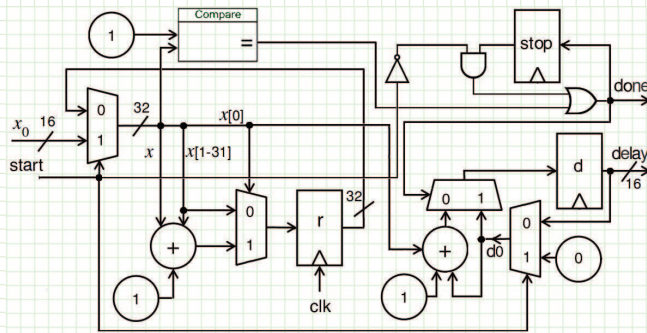 Compare
1
=
stop
done
x0
16
0
1
32
x[0]
start
x
x[1-31]
0
1
d
delay
16
0
1
r
32
0
1
d0
+
1
clk
+
1
0